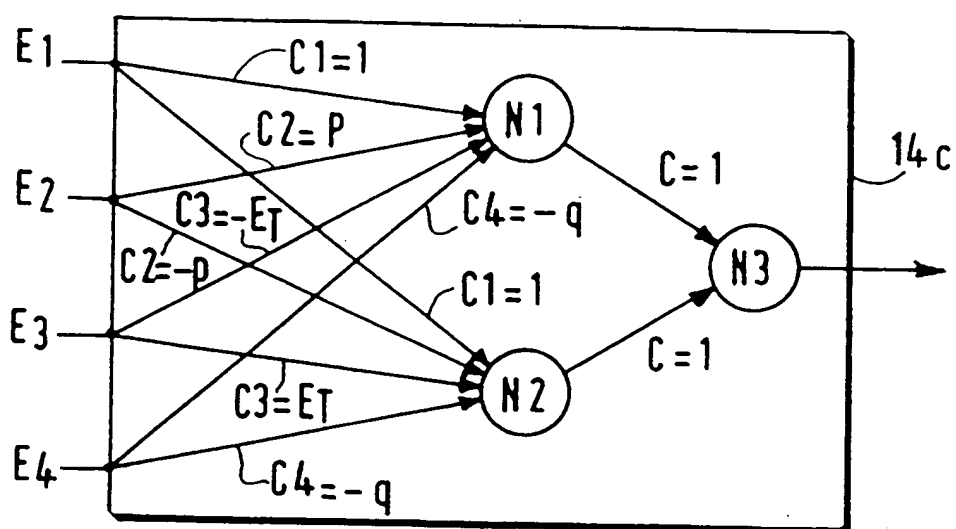 E1
C1=1
N1
C2=P
14c
C=1
E2
C3=-ET
C4=-q
C2=-p
N3
C1=1
E3
C=1
N2
C3=ET
E4
C4=-q